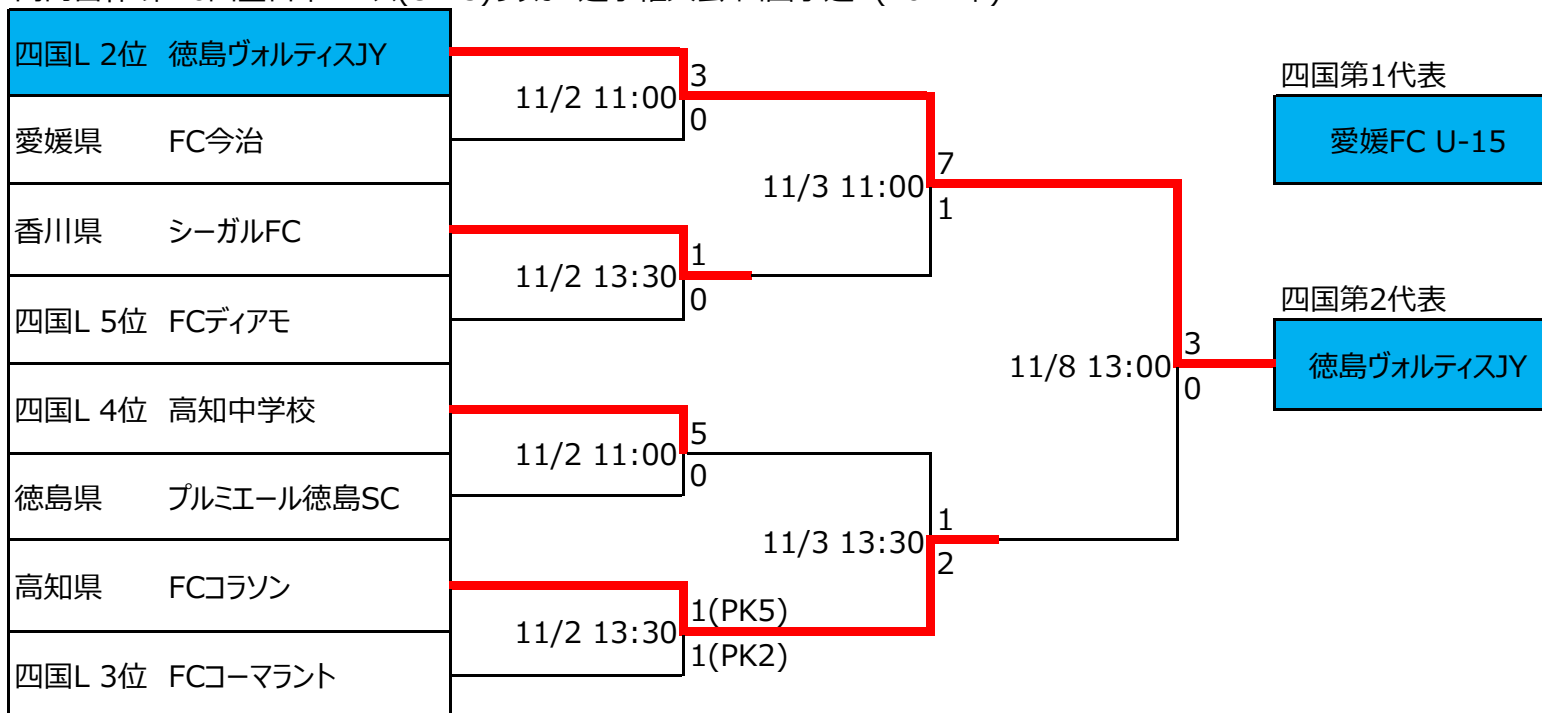 四国L 2位 徳島ヴォルティスJY
愛媛県 FC今治
香川県 シーガルFC
四国L 5位 FCディアモ
四国L 4位 高知中学校
徳島県 プルミエール徳島SC
高知県 FCコラソン
四国L 3位 FCコーマラント
11/2 11:00
3
0
11/2 13:30
1
0
11/2 11:00
5
0
11/2 13:30
1(PK5)
1(PK2)
11/3 11:00
7
1
11/3 13:30
1
2
11/8 13:00
3
0
四国第1代表
愛媛FC U-15
四国第2代表
徳島ヴォルティスJY